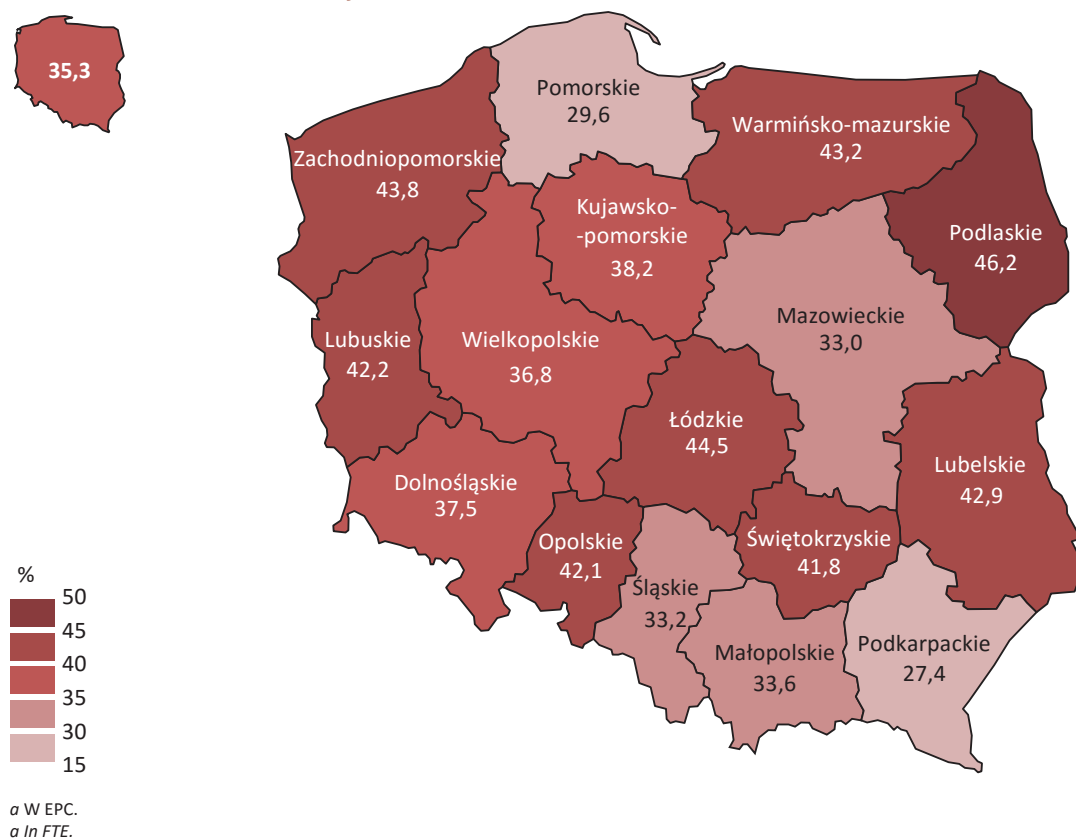 35,3
Pomorskie
29,6
Warmińsko-mazurskie
43,2
Zachodniopomorskie
43,8
Kujawsko-
-pomorskie
38,2
Podlaskie
46,2
Mazowieckie
33,0
Lubuskie
42,2
Wielkopolskie
36,8
Łódzkie
44,5
Lubelskie
42,9
Dolnośląskie
37,5
Opolskie
42,1
Świętokrzyskie
41,8
Śląskie
33,2
Małopolskie
33,6
Podkarpackie
27,4
%
50
45
40
35
30
15
a W EPC.
a In FTE.